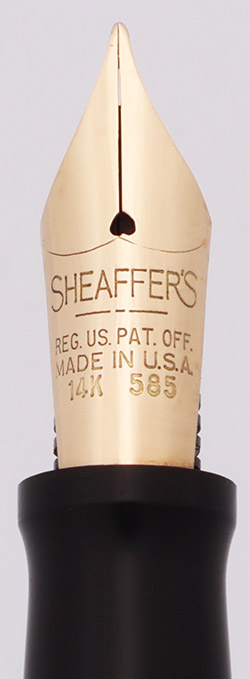 SHEAFFER'S
REG. US. PAT. OFF.
MADE IN U.S.A.
14K 585